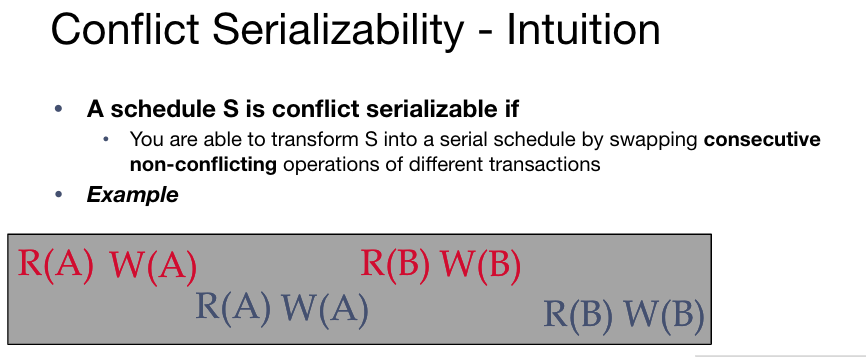 Conflict Serializability - Intuition
• A schedule S is conflict serializable if
• You are able to transform S into a serial schedule by swapping consecutive
non-conflicting operations of different transactions
• Example
R(A) W(A) R(B) W(B)
R(A) W(A) R(B) W(B)